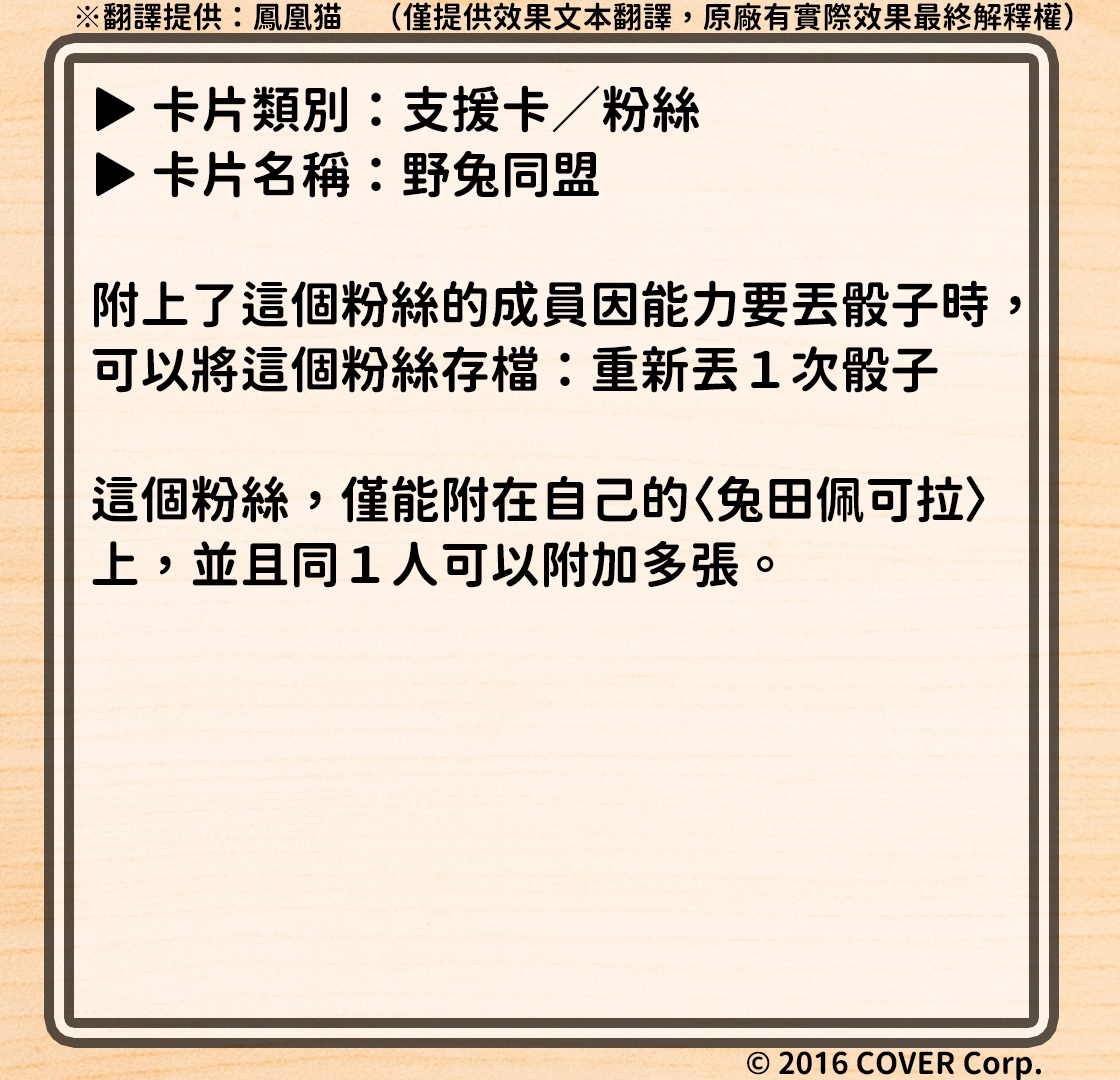 ※翻譯提供：鳳凰猫　（僅提供效果文本翻譯，原廠有實際效果最終解釋權）
▶ 卡片類別：支援卡／粉絲
▶ 卡片名稱：野兔同盟
附上了這個粉絲的成員因能力要丟骰子時，
可以將這個粉絲存檔：重新丟１次骰子
這個粉絲，僅能附在自己的〈兔田佩可拉〉
上，並且同１人可以附加多張。
© 2016 COVER Corp.